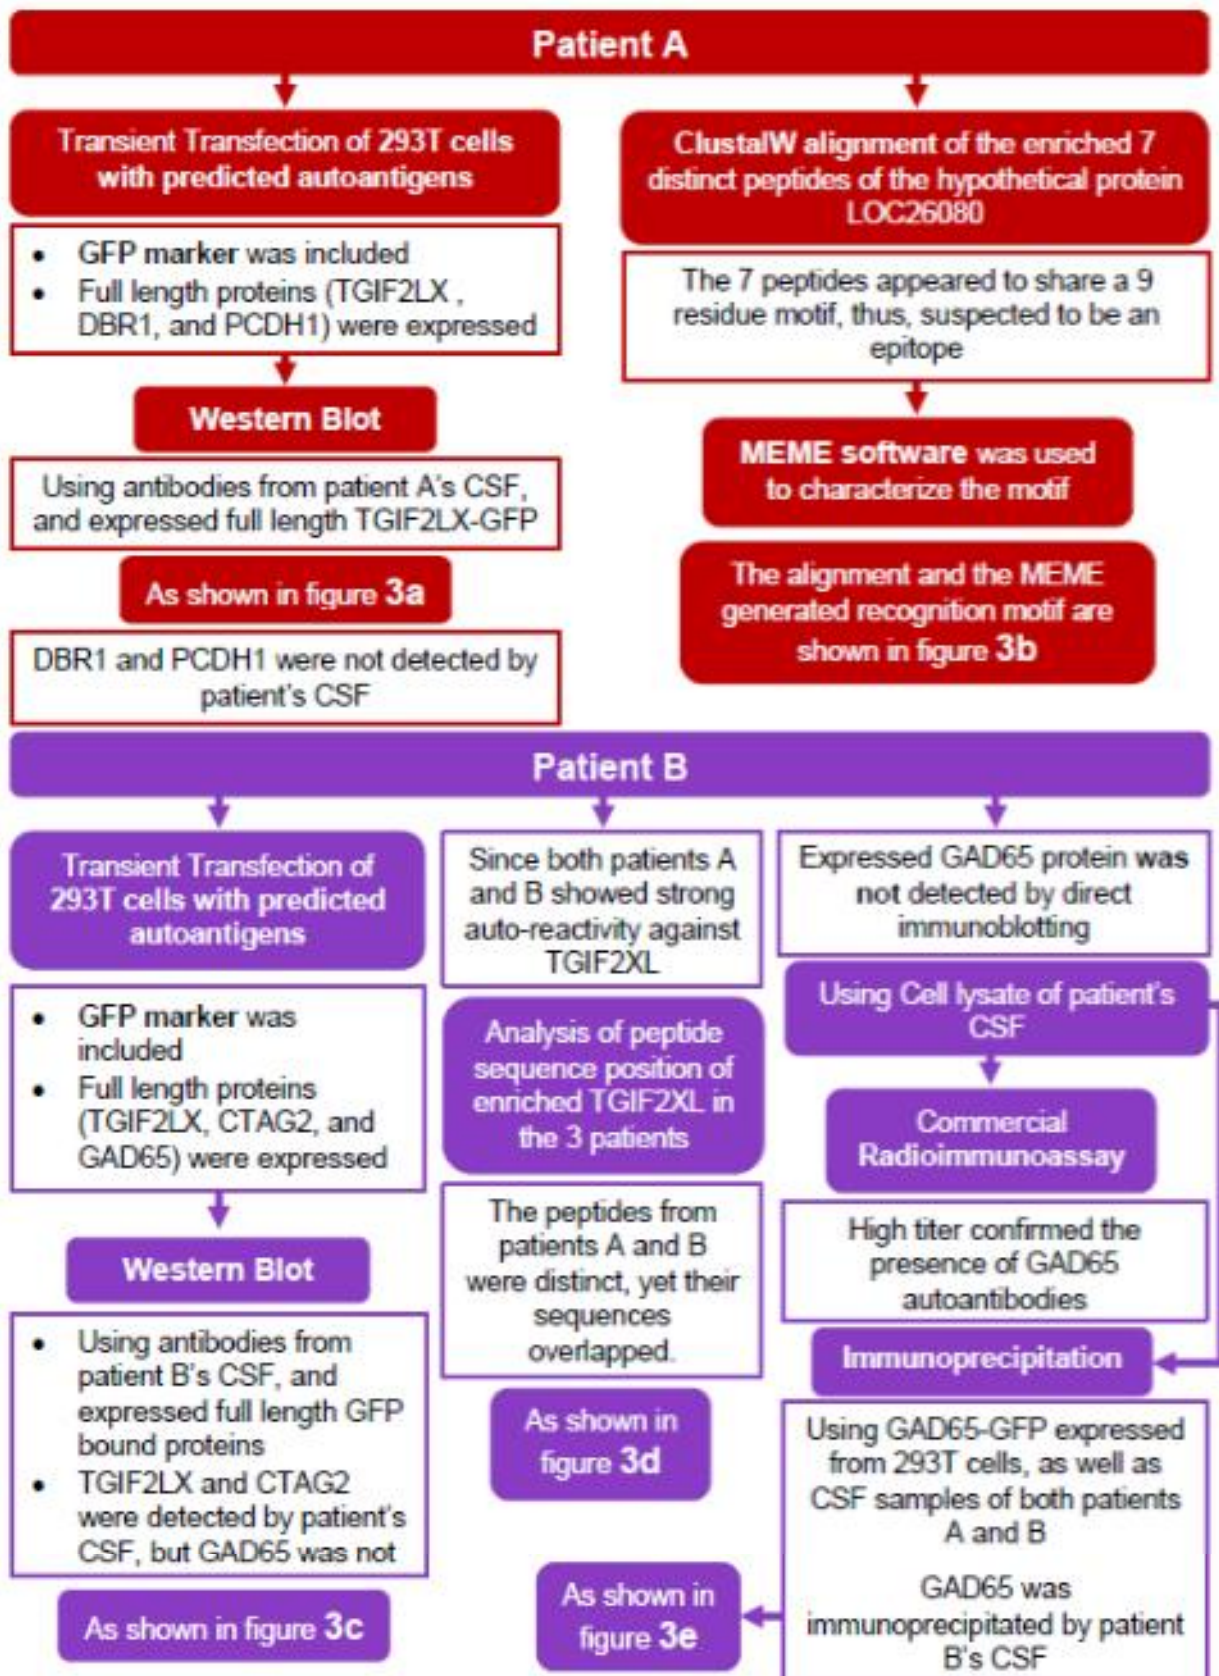 Patient A
Transient Transfection of 293T cells
with predicted autoantigens
• GFP marker was included
• Full length proteins (TGIF2LX ,
DBR1, and PCDH1) were expressed
Western Blot
Using antibodies from patient A's CSF,
and expressed full length TGIF2LX-GFP
As shown in figure 3a
DBR1 and PCDH1 were not detected by
patient's CSF
ClustalW alignment of the enriched 7
distinct peptides of the hypothetical protein
LOC26080
The 7 peptides appeared to share a 9
residue motif, thus, suspected to be an
epitope
MEME software was used
to characterize the motif
The alignment and the MEME
generated recognition motif are
shown in figure 3b
Patient B
Transient Transfection of
293T cells with predicted
autoantigens
• GFP marker was
included
• Full length proteins
(TGIF2LX, CTAG2, and
GAD65) were expressed
Western Blot
• Using antibodies from
patient B's CSF, and
expressed full length GFP
bound proteins
• TGIF2LX and CTAG2
were detected by patient's
CSF, but GAD65 was not
As shown in figure 3c
Since both patients A
and B showed strong
auto-reactivity against
TGIF2XL
Analysis of peptide
sequence position of
enriched TGIF2XL in
the 3 patients
The peptides from
patients A and B
were distinct, yet their
sequences
overlapped.
As shown in
figure 3d
Expressed GAD65 protein was
not detected by direct
immunoblotting
Using Cell lysate of patient's
CSF
Commercial
Radioimmunoassay
High titer confirmed the
presence of GAD65
autoantibodies
Immunoprecipitation
Using GAD65-GFP expressed
from 293T cells, as well as
CSF samples of both patients
A and B
GAD65 was
immunoprecipitated by patient
B's CSF
As shown in
figure 3e